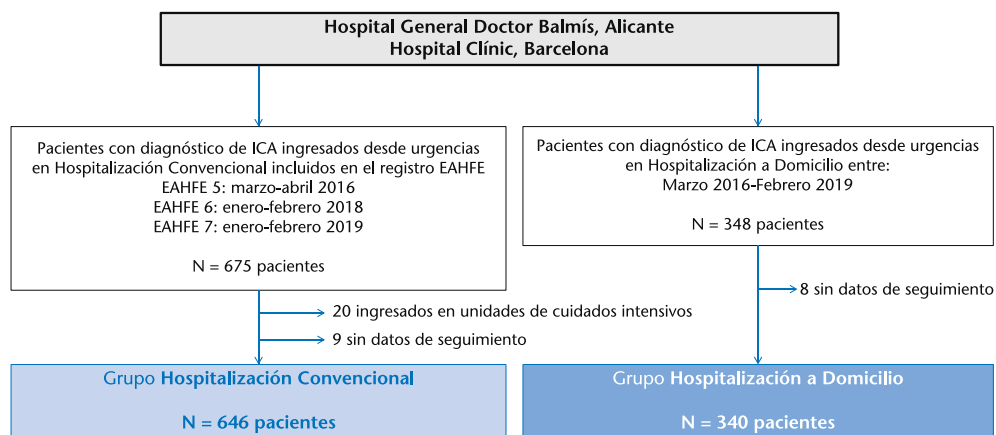 Hospital General Doctor Balmís, Alicante
Hospital Clínic, Barcelona
Pacientes con diagnóstico de ICA ingresados desde urgencias
en Hospitalización Convencional incluidos en el registro EAHFE
EAHFE 5: marzo-abril 2016
EAHFE 6: enero-febrero 2018
EAHFE 7: enero-febrero 2019
N = 675 pacientes
Pacientes con diagnóstico de ICA ingresados desde urgencias
en Hospitalización a Domicilio entre:
Marzo 2016-Febrero 2019
N = 348 pacientes
20 ingresados en unidades de cuidados intensivos
9 sin datos de seguimiento
8 sin datos de seguimiento
Grupo Hospitalización Convencional
N = 646 pacientes
Grupo Hospitalización a Domicilio
N = 340 pacientes